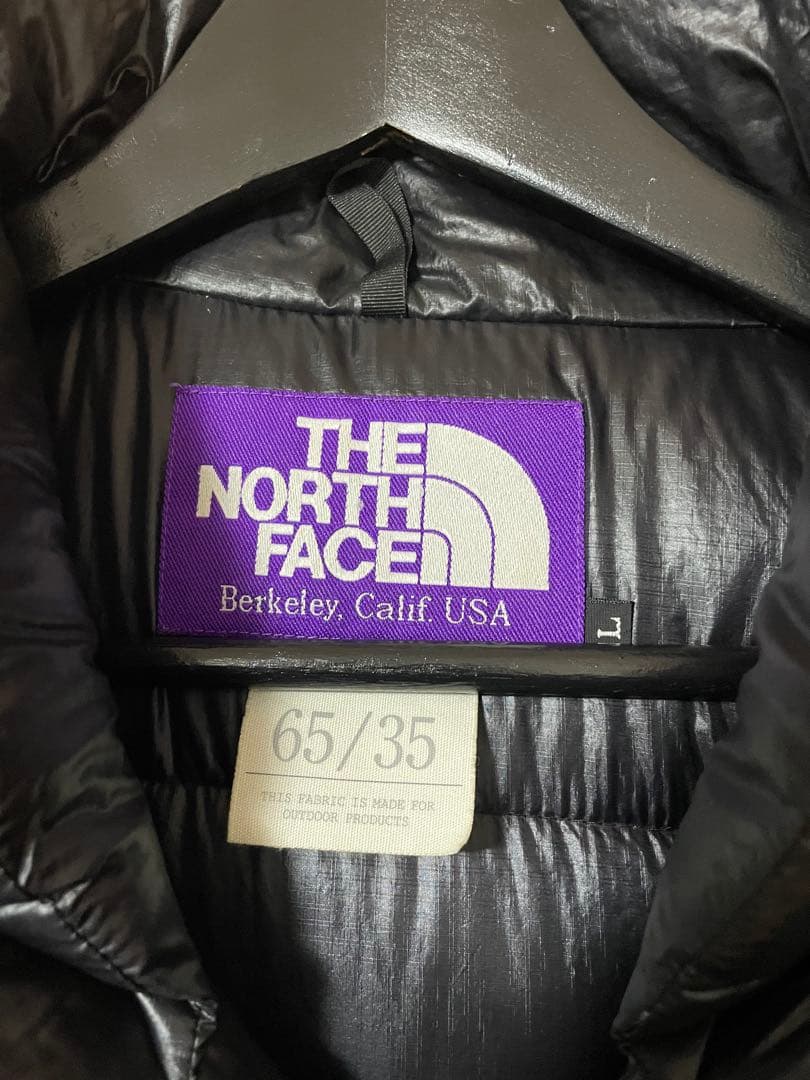 THE
NORTH
FACE
Berkeley, Calif. USA
L
65/35
THIS FABRIC IS MADE FOR
OUTDOOR PRODUCTS